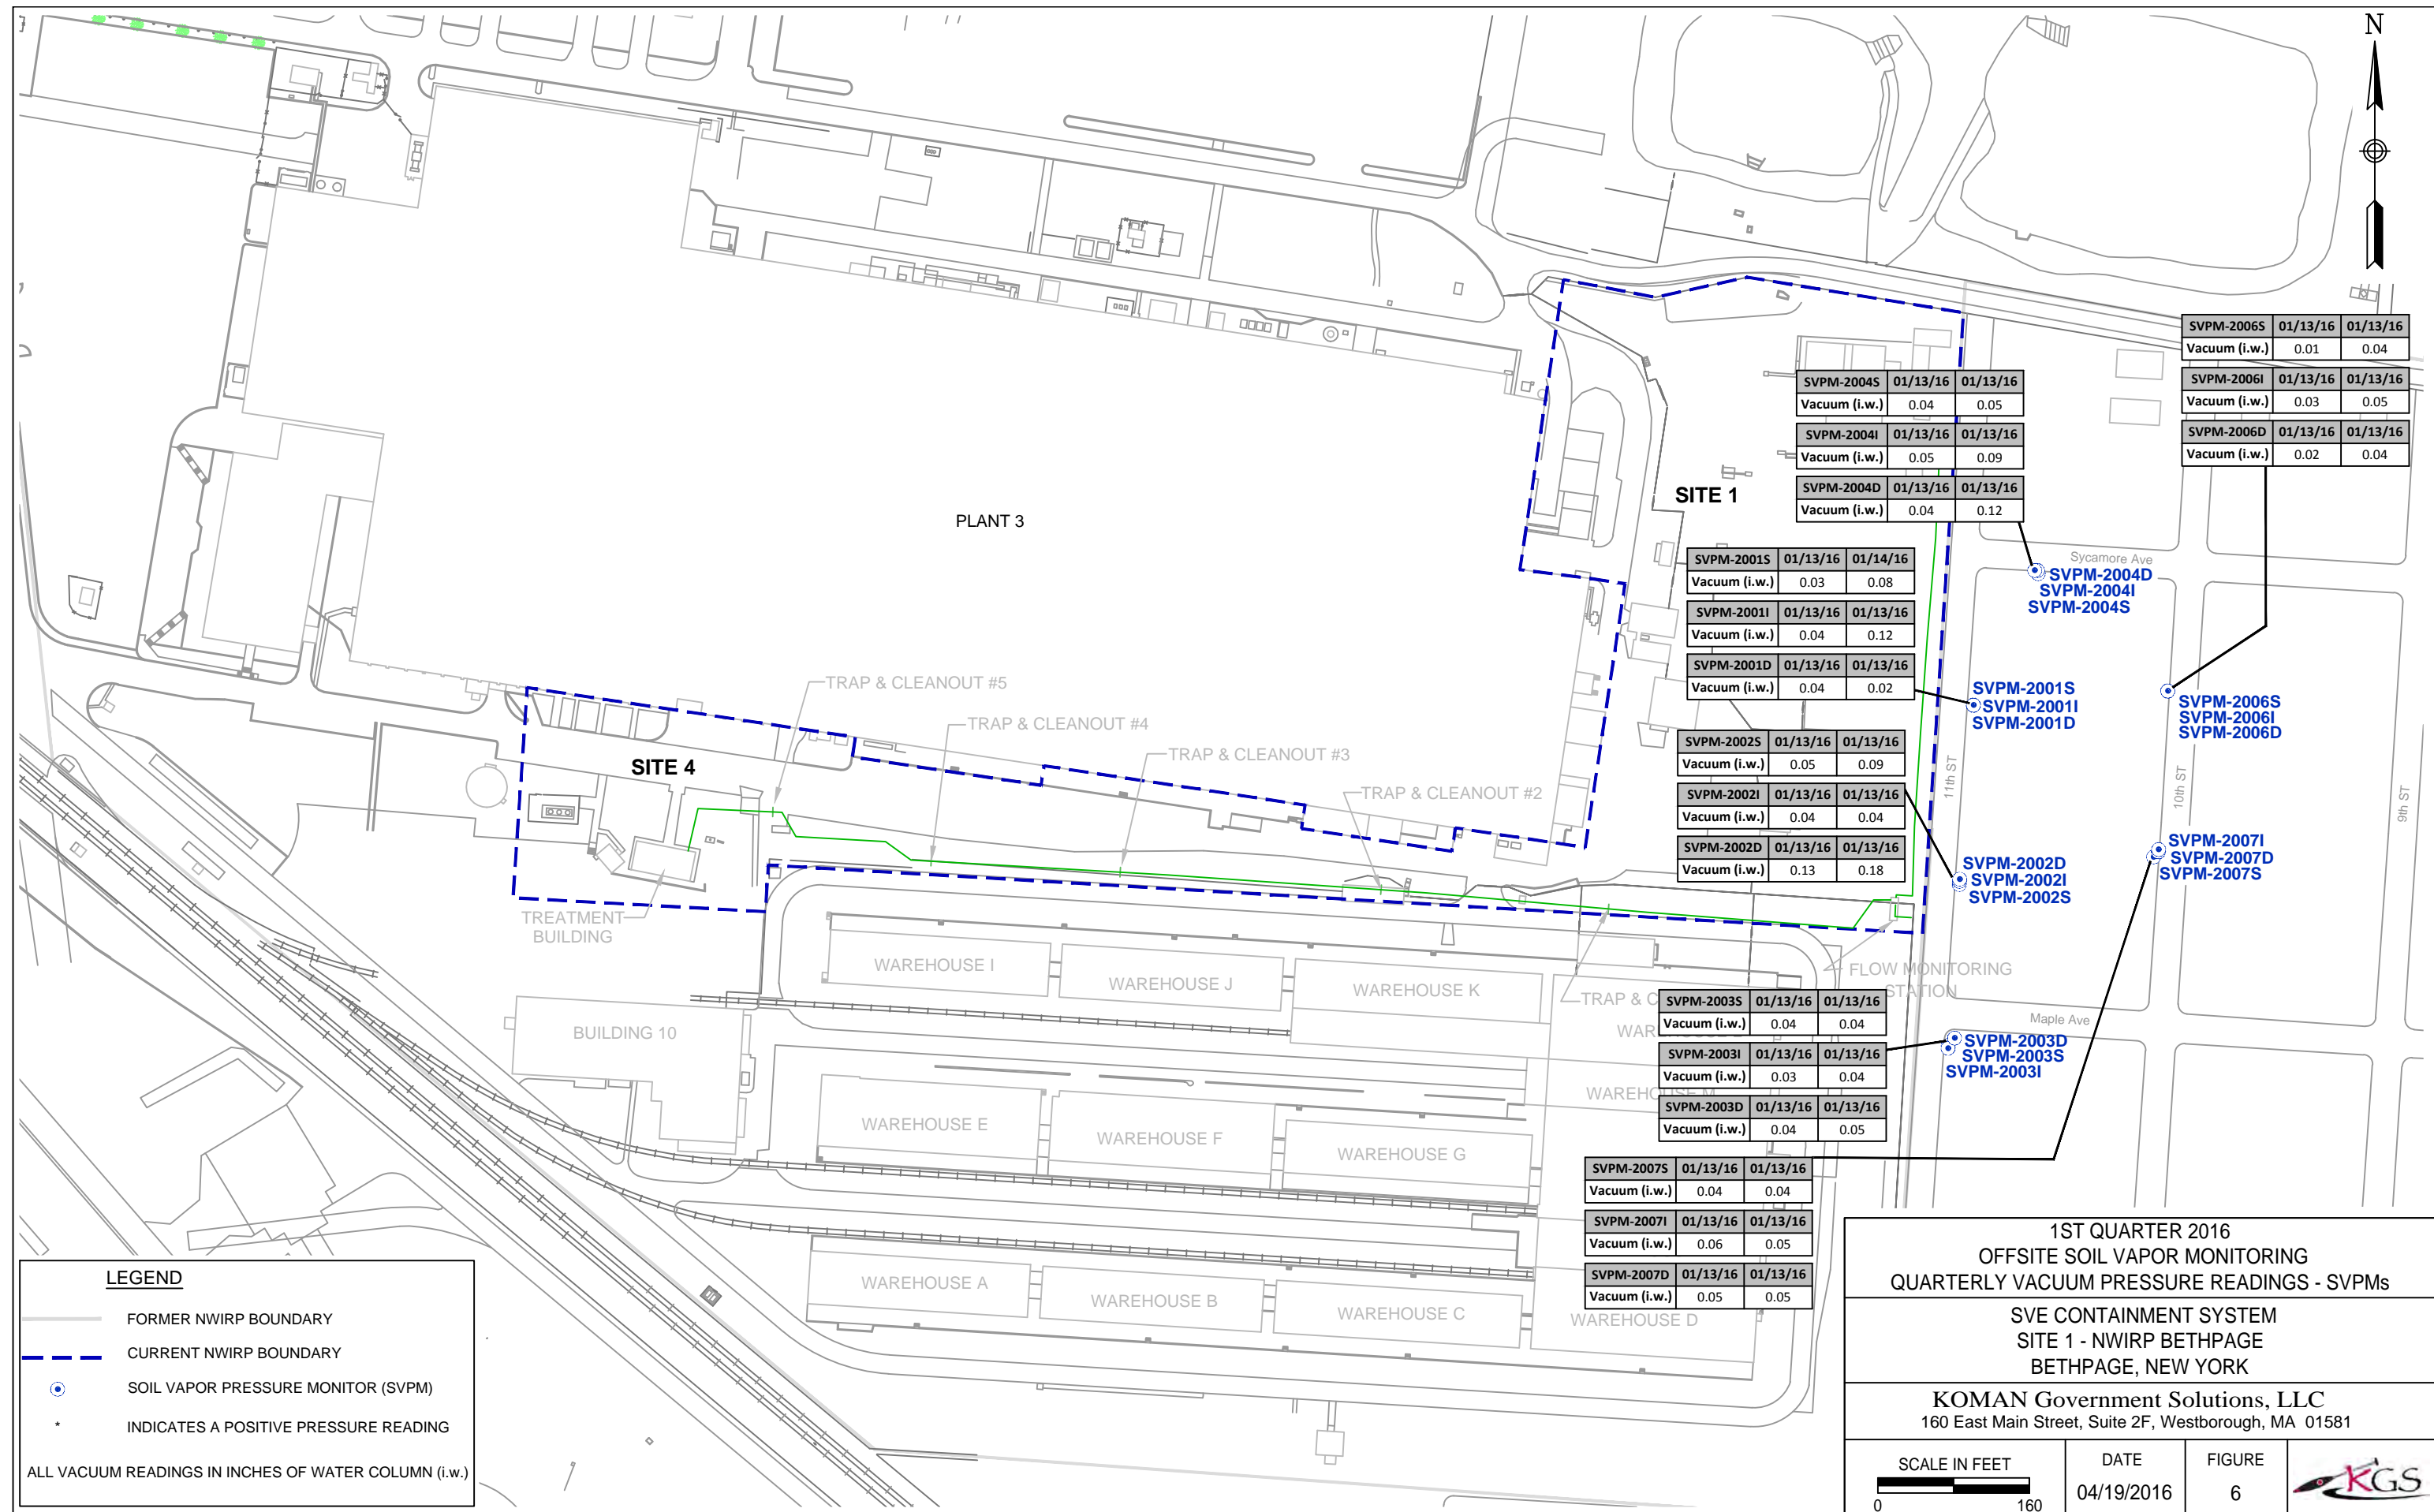 N
SVPM-2006S 01/13/16 01/13/16
Vacuum (i.w.) 0.01 0.04
SVPM-2006I 01/13/16 01/13/16
Vacuum (i.w.) 0.03 0.05
SVPM-2006D 01/13/16 01/13/16
Vacuum (i.w.) 0.02 0.04
SVPM-2004S 01/13/16 01/13/16
Vacuum (i.w.) 0.04 0.05
SVPM-2004I 01/13/16 01/13/16
Vacuum (i.w.) 0.05 0.09
SVPM-2004D 01/13/16 01/13/16
Vacuum (i.w.) 0.04 0.12
SITE 1
PLANT 3
Sycamore Ave
SVPM-2004D
SVPM-2004I
SVPM-2004S
SVPM-2001S 01/13/16 01/14/16
Vacuum (i.w.) 0.03 0.08
SVPM-2001I 01/13/16 01/13/16
Vacuum (i.w.) 0.04 0.12
SVPM-2001D 01/13/16 01/13/16
Vacuum (i.w.) 0.04 0.02
SVPM-2001S
SVPM-2001I
SVPM-2001D
SVPM-2006S
SVPM-2006I
SVPM-2006D
TRAP & CLEANOUT #5
TRAP & CLEANOUT #4
TRAP & CLEANOUT #3
TRAP & CLEANOUT #2
SITE 4
SVPM-2002S 01/13/16 01/13/16
Vacuum (i.w.) 0.05 0.09
SVPM-2002I 01/13/16 01/13/16
Vacuum (i.w.) 0.04 0.04
SVPM-2002D 01/13/16 01/13/16
Vacuum (i.w.) 0.13 0.18
11th ST
10th ST
9th ST
SVPM-2007I
SVPM-2007D
SVPM-2007S
SVPM-2002D
SVPM-2002I
SVPM-2002S
TREATMENT
BUILDING
WAREHOUSE I
WAREHOUSE J
WAREHOUSE K
FLOW MONITORING
STATION
TRAP & C
WAR
BUILDING 10
Maple Ave
SVPM-2003S 01/13/16 01/13/16
Vacuum (i.w.) 0.04 0.04
SVPM-2003I 01/13/16 01/13/16
Vacuum (i.w.) 0.03 0.04
SVPM-2003D 01/13/16 01/13/16
Vacuum (i.w.) 0.04 0.05
SVPM-2003D
SVPM-2003S
SVPM-2003I
WAREHOUSE M
WAREHOUSE E
WAREHOUSE F
WAREHOUSE G
SVPM-2007S 01/13/16 01/13/16
Vacuum (i.w.) 0.04 0.04
SVPM-2007I 01/13/16 01/13/16
Vacuum (i.w.) 0.06 0.05
SVPM-2007D 01/13/16 01/13/16
Vacuum (i.w.) 0.05 0.05
WAREHOUSE A
WAREHOUSE B
WAREHOUSE C
WAREHOUSE D
LEGEND
FORMER NWIRP BOUNDARY
CURRENT NWIRP BOUNDARY
SOIL VAPOR PRESSURE MONITOR (SVPM)
* INDICATES A POSITIVE PRESSURE READING
ALL VACUUM READINGS IN INCHES OF WATER COLUMN (i.w.)
1ST QUARTER 2016
OFFSITE SOIL VAPOR MONITORING
QUARTERLY VACUUM PRESSURE READINGS - SVPMs
SVE CONTAINMENT SYSTEM
SITE 1 - NWIRP BETHPAGE
BETHPAGE, NEW YORK
KOMAN Government Solutions, LLC
160 East Main Street, Suite 2F, Westborough, MA 01581
SCALE IN FEET
0 160
DATE
04/19/2016
FIGURE
6
KGS